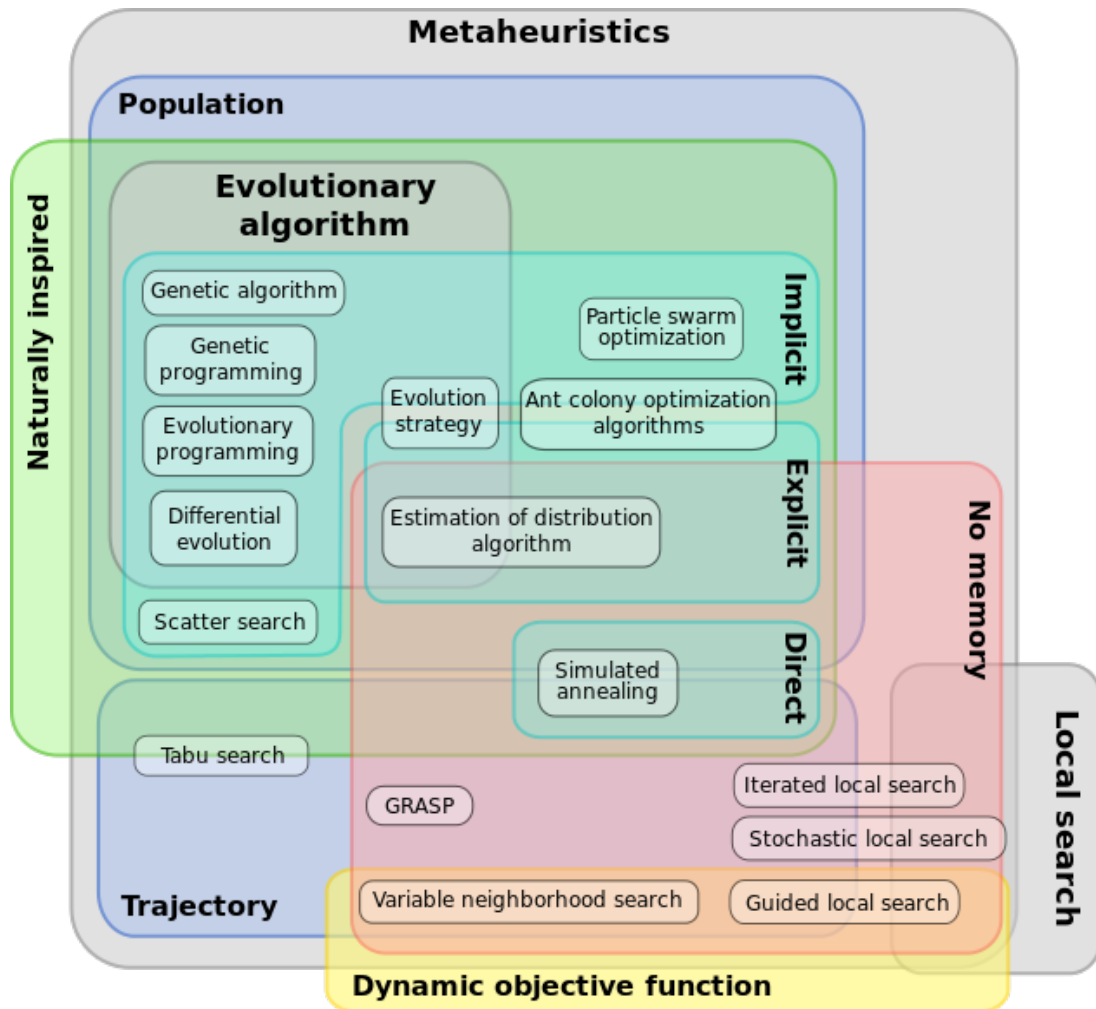 Metaheuristics
Population
Naturally inspired
Evolutionary
algorithm
Implicit
Genetic algorithm
Particle swarm
optimization
Genetic
programming
Evolution
strategy
Ant colony optimization
algorithms
Evolutionary
programming
Explicit
Differential
evolution
Estimation of distribution
algorithm
No memory
Scatter search
Direct
Simulated
annealing
Local search
Tabu search
GRASP
Iterated local search
Stochastic local search
Trajectory
Variable neighborhood search
Guided local search
Dynamic objective function